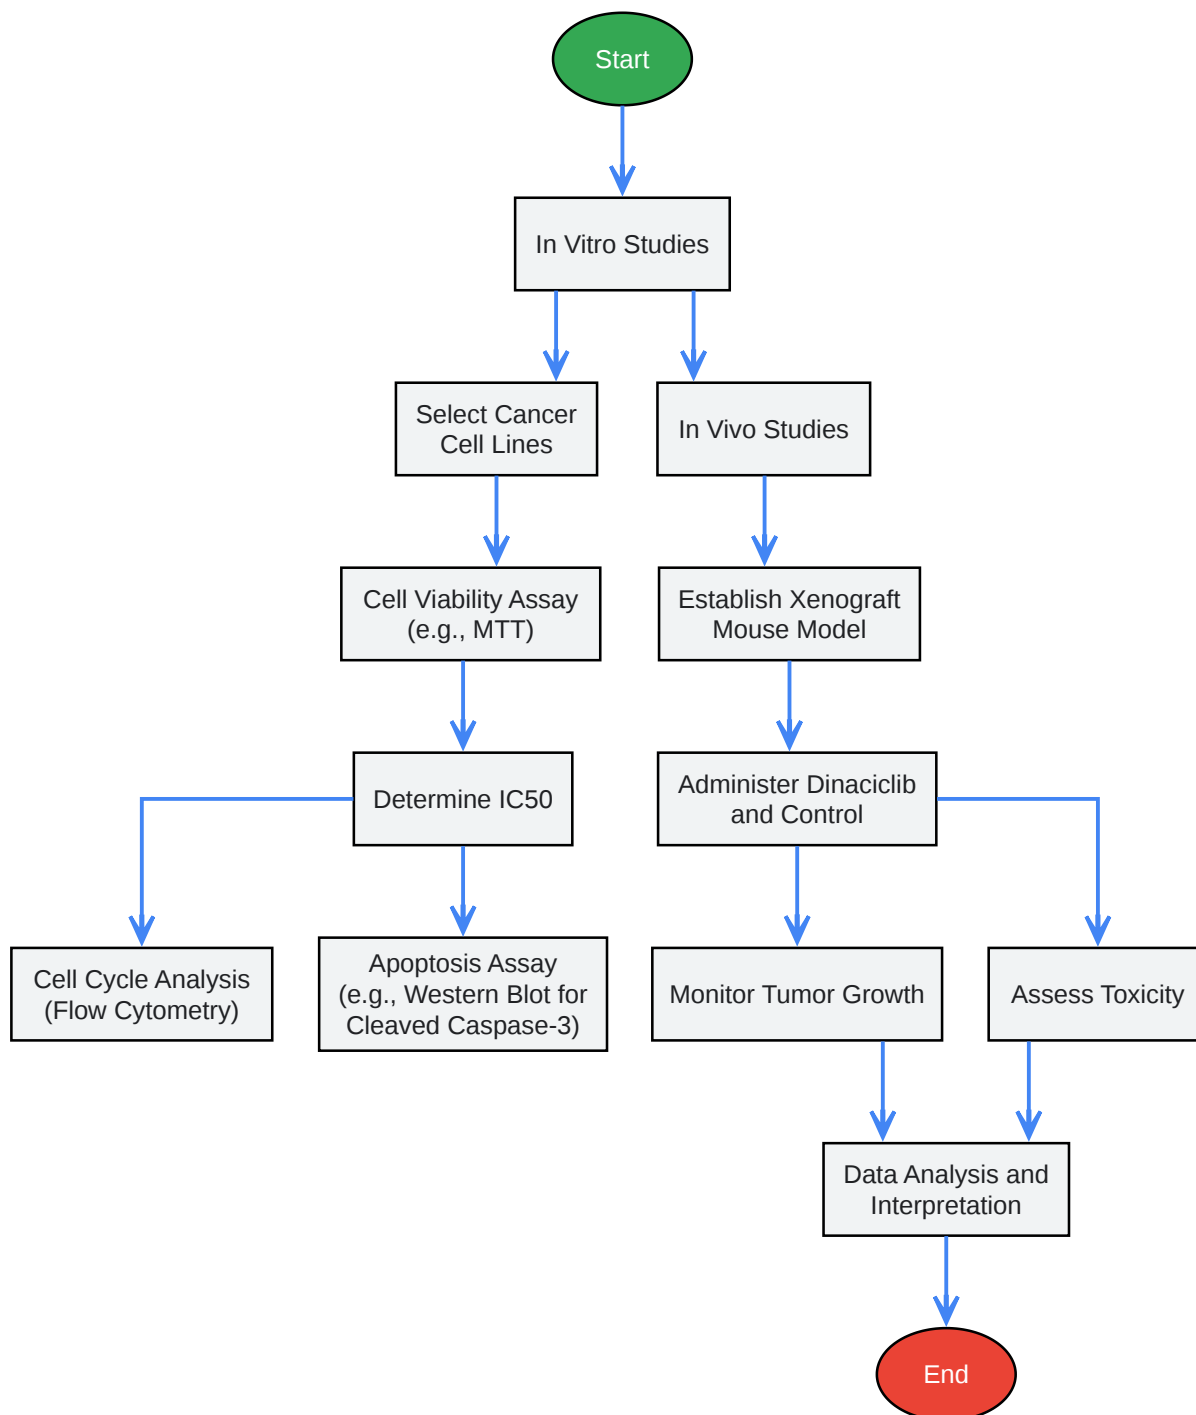 Start
In Vitro Studies
Select Cancer
Cell Lines
In Vivo Studies
Cell Viability Assay
(e.g., MTT)
Establish Xenograft
Mouse Model
Determine IC50
Administer Dinaciclib
and Control
Cell Cycle Analysis
(Flow Cytometry)
Apoptosis Assay
(e.g., Western Blot for
Cleaved Caspase-3)
Monitor Tumor Growth
Assess Toxicity
Data Analysis and
Interpretation
End